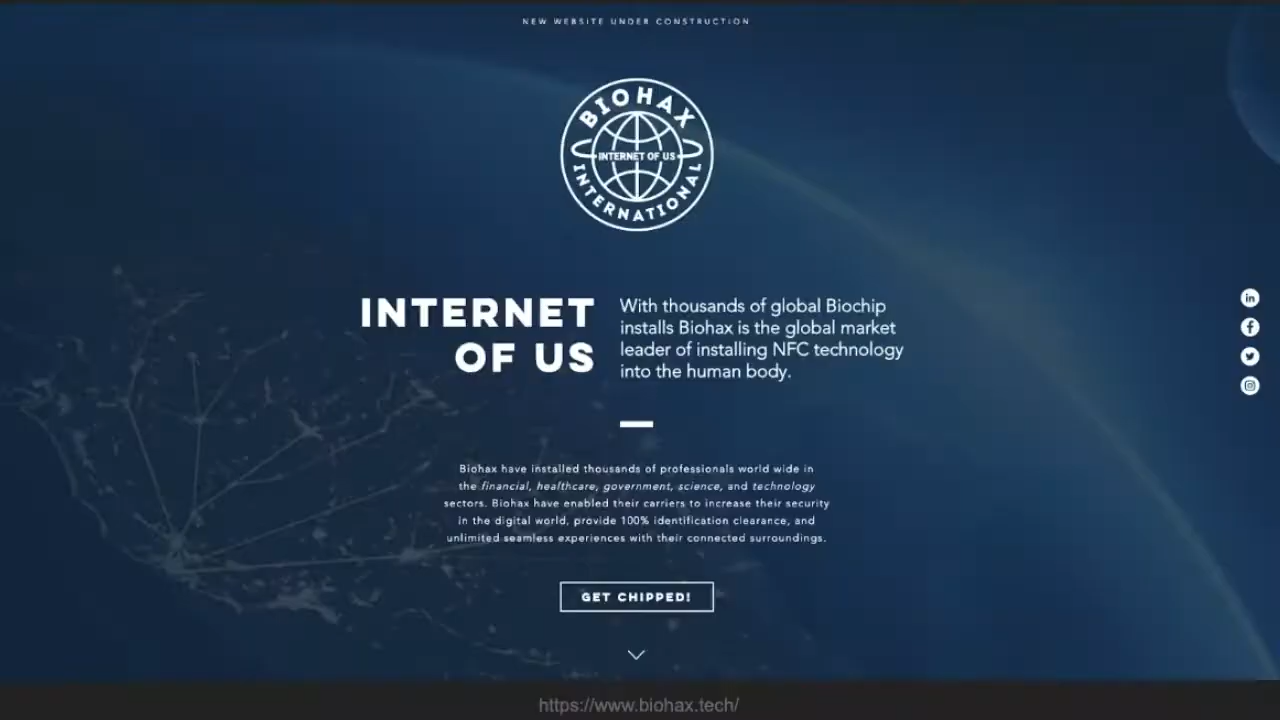 NEW WEBSITE UNDER CONSTRUCTION
BIOHAX
INTERNET OF US
INTERNATIONAL
INTERNET
OF US
With thousands of global Biochip
installs Biohax is the global market
leader of installing NFC technology
into the human body.
Biohax have installed thousands of professionals world wide in
the financial, healthcare, government, science, and technology
sectors. Biohax have enabled their carriers to increase their security
in the digital world, provide 100% identification clearance, and
unlimited seamless experiences with their connected surroundings.
GET CHIPPED!
https://www.biohax.tech/